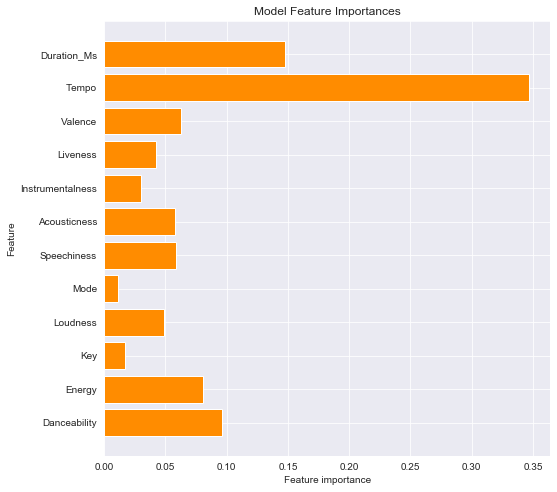 Model Feature Importances
Duration_Ms
Tempo
Valence
Liveness
Instrumentalness
Acousticness
Speechiness
Mode
Loudness
Key
Energy
Danceability
Feature
0.00 0.05 0.10 0.15 0.20 0.25 0.30 0.35
Feature importance